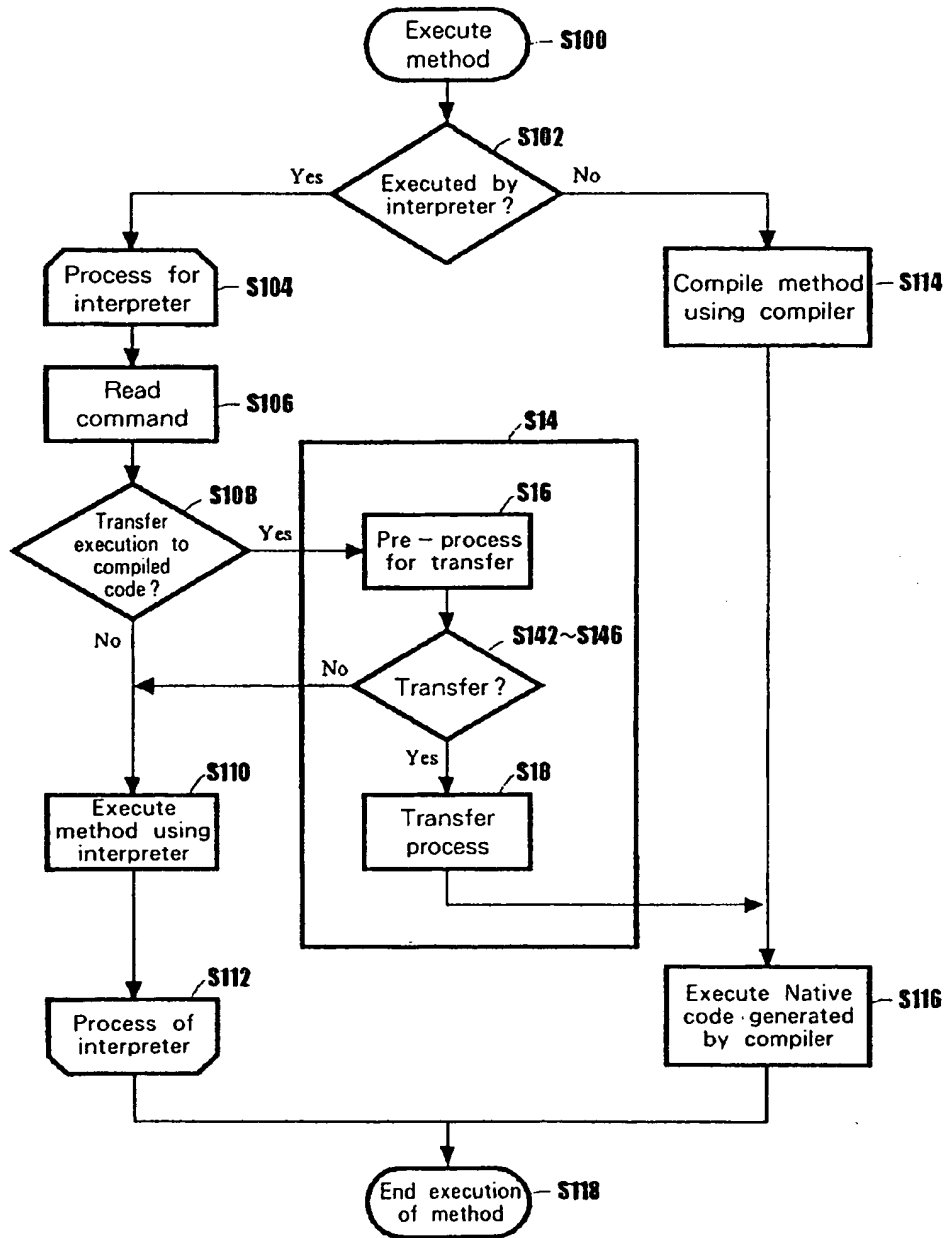 Execute
method
S100
S102
Yes
Executed by
interpreter?
No
Process for
interpreter
S104
Compile method
using compiler
S114
Read
command
S106
S14
S108
Transfer
execution to
compiled
code?
Yes
S16
Pre-process
for transfer
No
S142~S146
No
Transfer?
Yes
S110
Execute
method using
interpreter
S18
Transfer
process
S112
Process of
interpreter
Execute Native
code generated
by compiler
S116
End execution
of method
S118